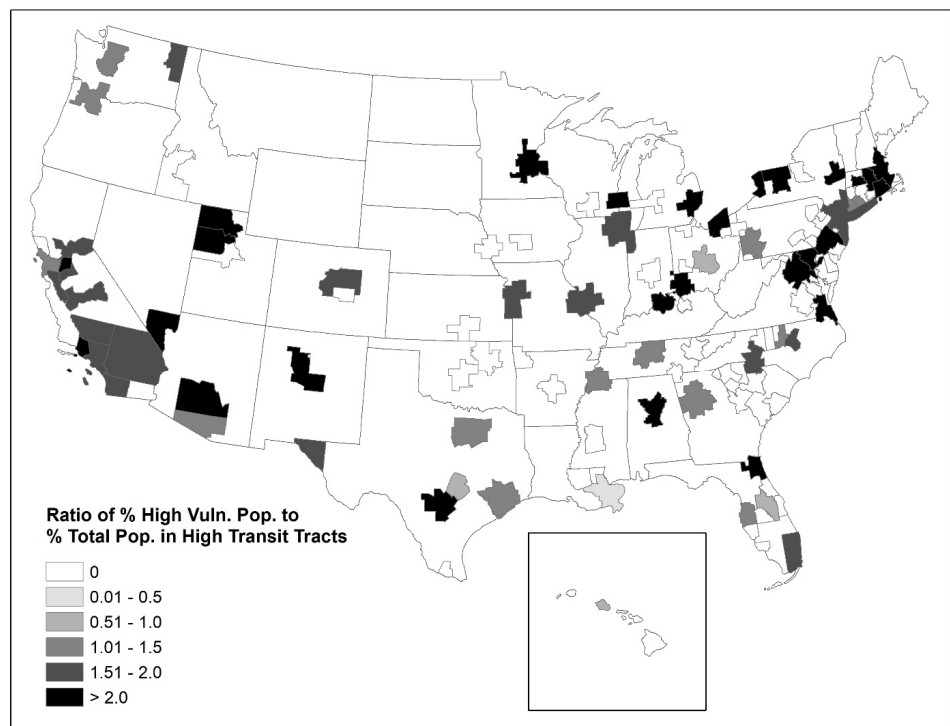 Ratio of % High Vuln. Pop. to
% Total Pop. in High Transit Tracts
0
0.01 - 0.5
0.51 - 1.0
1.01 - 1.5
1.51 - 2.0
> 2.0